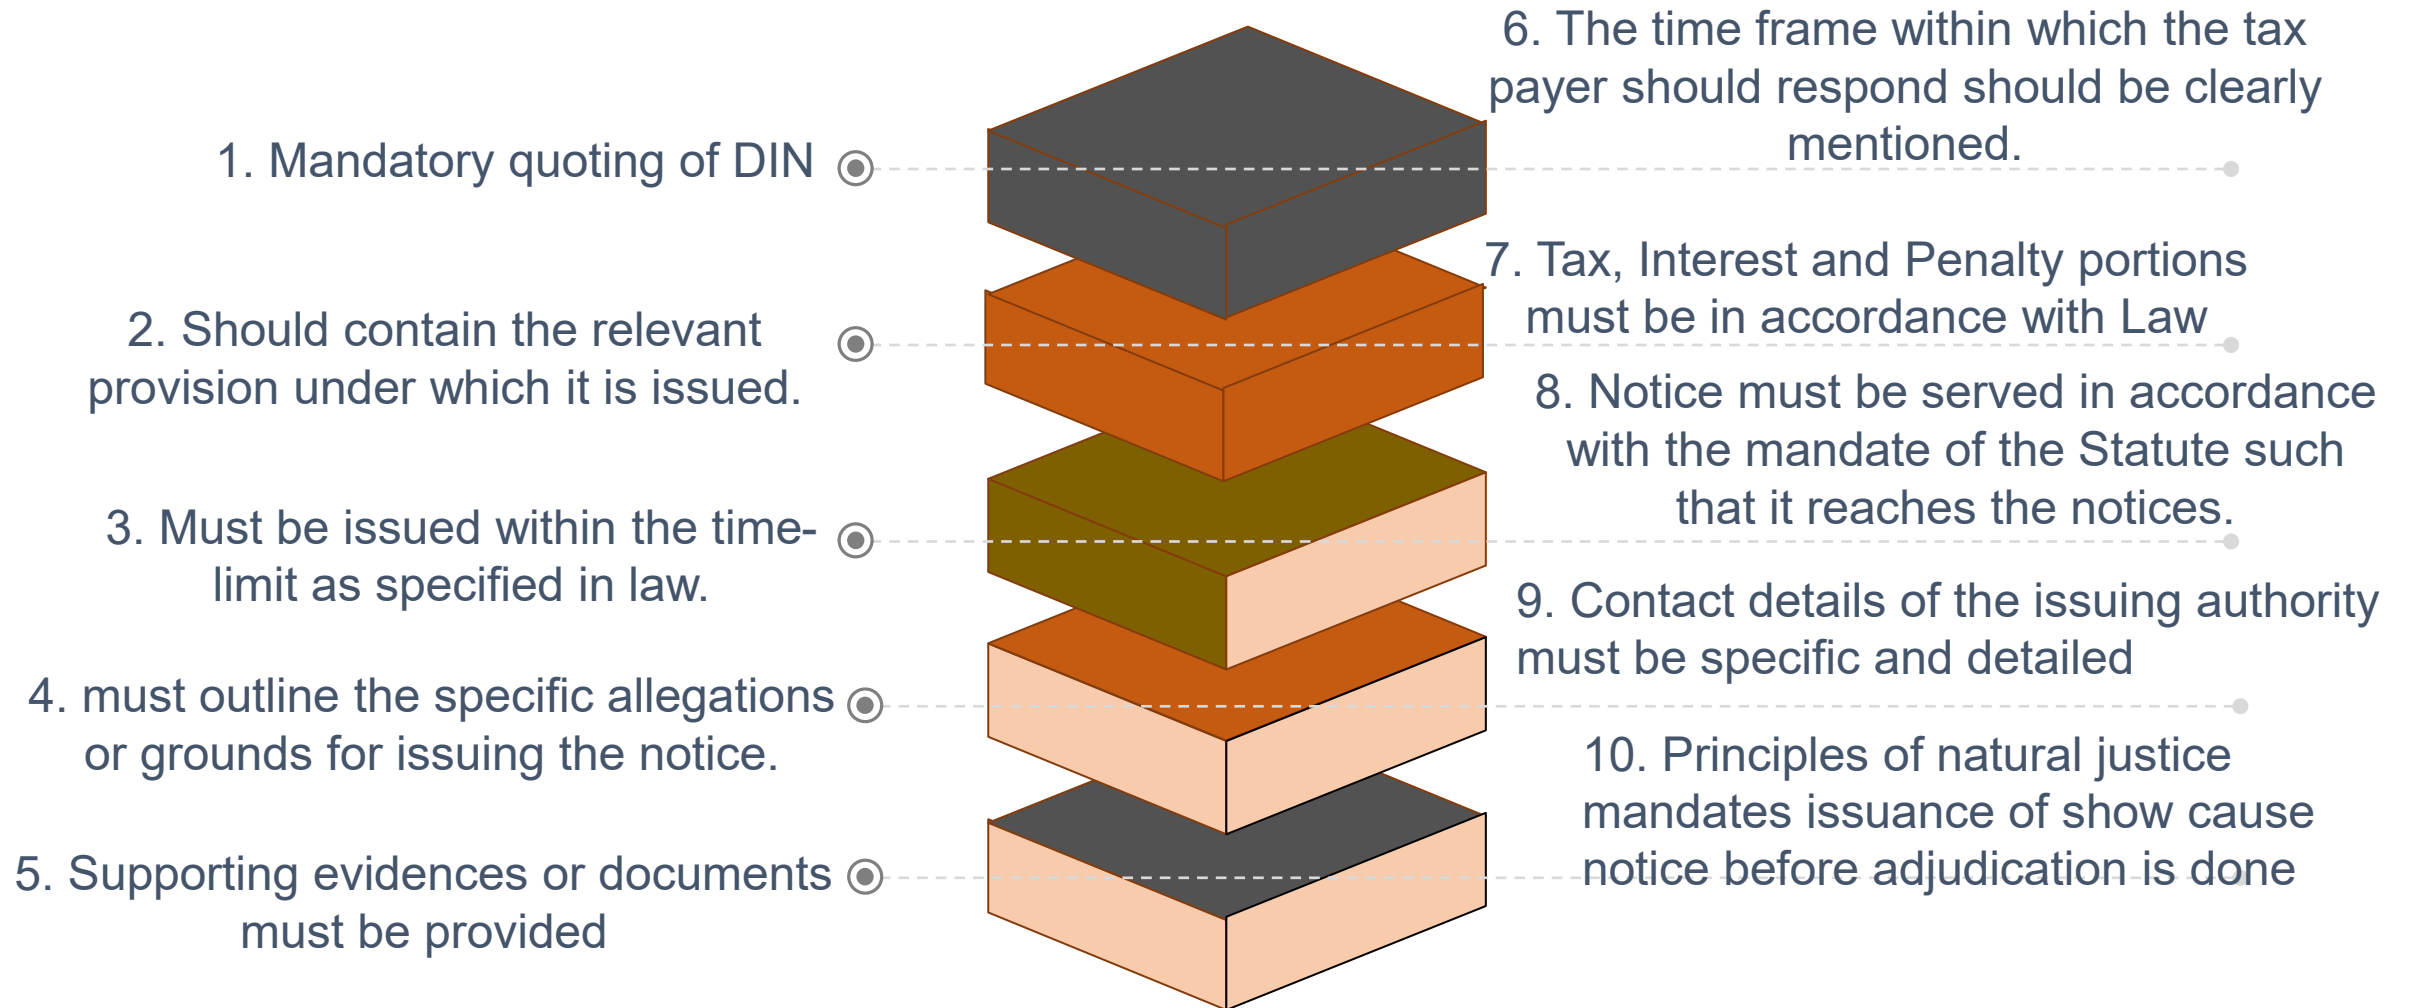 1. Mandatory quoting of DIN
2. Should contain the relevant
provision under which it is issued.
3. Must be issued within the time-
limit as specified in law.
4. must outline the specific allegations
or grounds for issuing the notice.
5. Supporting evidences or documents
must be provided
6. The time frame within which the tax
payer should respond should be clearly
mentioned.
7. Tax, Interest and Penalty portions
must be in accordance with Law
8. Notice must be served in accordance
with the mandate of the Statute such
that it reaches the notices.
9. Contact details of the issuing authority
must be specific and detailed
10. Principles of natural justice
mandates issuance of show cause
notice before adjudication is done